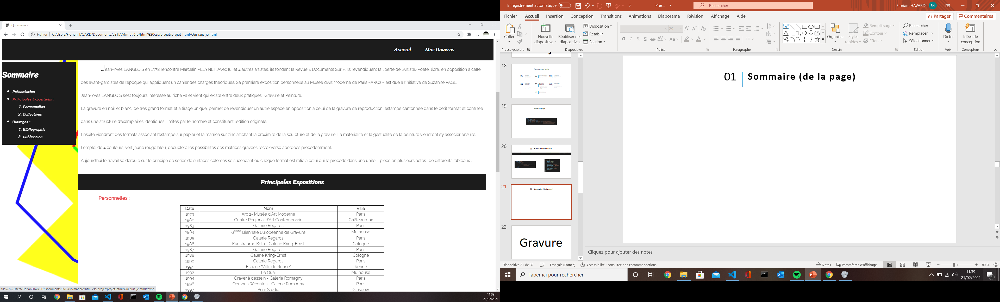 Qui suis-je ?
Fichier
C:/Users/FlorianHAVARD/Documents/ESTIAM/matière/html%20css/projet/projet-html/Qui-suis-je.html
Acceuil
Mes Oeuvres
Sommaire
Présentation
Principales Expositions :
1. Personnelles
2. Collectives
Ouvrages :
1. Bibliographie
2. Publication
Jean-Yves LANGLOIS en 1978 rencontre Marcelin PLEYNET. Avec lui et 4 autres artistes, ils fondent la Revue « Documents Sur ». Ils revendiquent la liberté de l'Artiste/Poète, libre, en opposition à celle
des avant-gardistes de l'époque qui appliquent un cahier des charges théoriques. Sa première exposition personnelle au Musée d'Art Moderne de Paris –ARC2 – est due à l'initiative de Suzanne PAGE.
Jean-Yves LANGLOIS s'est toujours intéressé au riche va et vient qui existe entre deux pratiques : Gravure et Peinture.
La gravure en noir et blanc, de très grand format et à tirage unique, permet de revendiquer un autre espace en opposition à celui de la gravure de reproduction, estampe cantonnée dans le petit format et confinée
dans une structure d'exemplaires identiques, limités par le nombre et constituant l'édition originale.
Ensuite viendront des formats associant l'estampe sur papier et la matrice sur zinc affichant la proximité de la sculpture et de la gravure. La matérialité et la gestualité de la peinture viendront s'y associer ensuite.
L'emploi de 4 couleurs, vert jaune rouge bleu, décuplera les possibilités des matrices gravées recto/verso abordées précédemment.
Aujourd'hui le travail se déroule sur le principe de séries de surfaces colorées se succédant ou chaque format est relié à celui qui le précède dans une unité – pièce en plusieurs actes- de différents tableaux .
Principales Expositions
Personnelles :
Date Nom Ville
1979 Arc 2- Musée d'Art Moderne Paris
1980 Centre Régional d'Art Contemporain Châteauroux
1983 Galerie Regards Paris
1984 6ème Biennale Européenne de Gravure Mulhouse
1985 Galerie Regards Paris
1986 Kunstraume Koln - Galerie Kring-Ernst Cologne
1987 Galerie Regards Paris
1988 Galerie Kring-Ernst Cologne
1990 Galerie Regards Paris
1991 Espace "Ville de Renne" Renne
1992 Le Quai Mulhouse
1994 Graver à dessein - Galerie Romagny Paris
1996 Oeuvres Récentes - Galerie Romagny Paris
1997 Print Studio Glasgow
file:///C:/Users/FlorianHAVARD/Documents/ESTIAM/matière/html css/projet/projet-html/Qui-suis-je.html#expo
11:39
21/02/2021
Enregistrement automatique
Prés...
Rechercher
Florian HAVARD
FH
Fichier Accueil Insertion Conception Transitions Animations Diaporama Révision Affichage Aide
Partager
Commentaires
Coller
Nouvelle diapositive
Réutiliser des diapositives
Disposition
Rétablir
Section
29
G I S S ab AV Aa A
Organiser
Styles rapides
Remplissage
Contour
Effets
Rechercher
Remplacer
Sélectionner
Dicter
Idées de conception
Presse-papiers Diapositives Police Paragraphe Dessin Édition Voix Concepteur
18
Placement sur le site
01 02 03
04 05 06
07
19
Haut de page
20
01 Barre de sommaire
21
01 Sommaire (de la page)
22
Gravure
01 Sommaire (de la page)
Cliquez pour ajouter des notes
Diapositive 21 de 32
Français (France)
Accessibilité : consultez nos recommandations
Notes
Paramètres d'affichage
80 %
Taper ici pour rechercher
11:39
21/02/2021
1